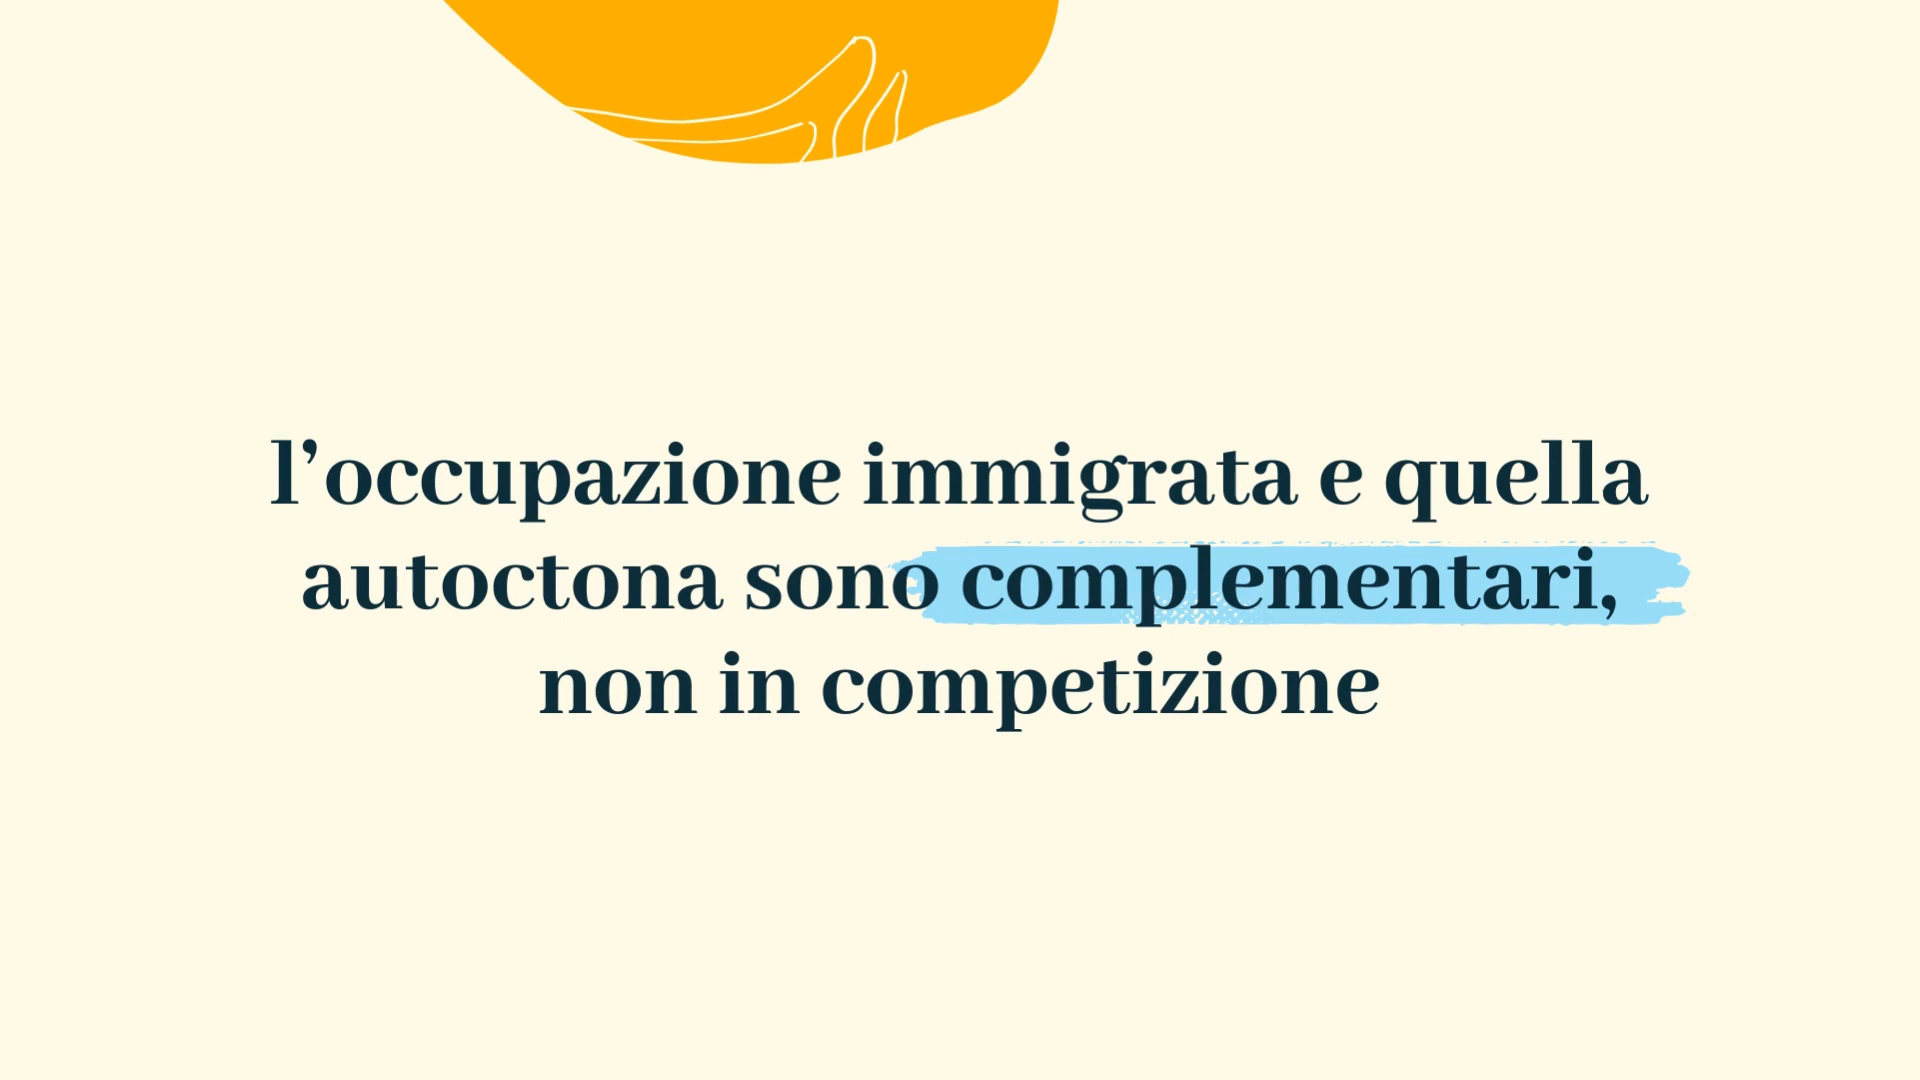 l’occupazione immigrata e quella
autoctona sono complementari,
non in competizione